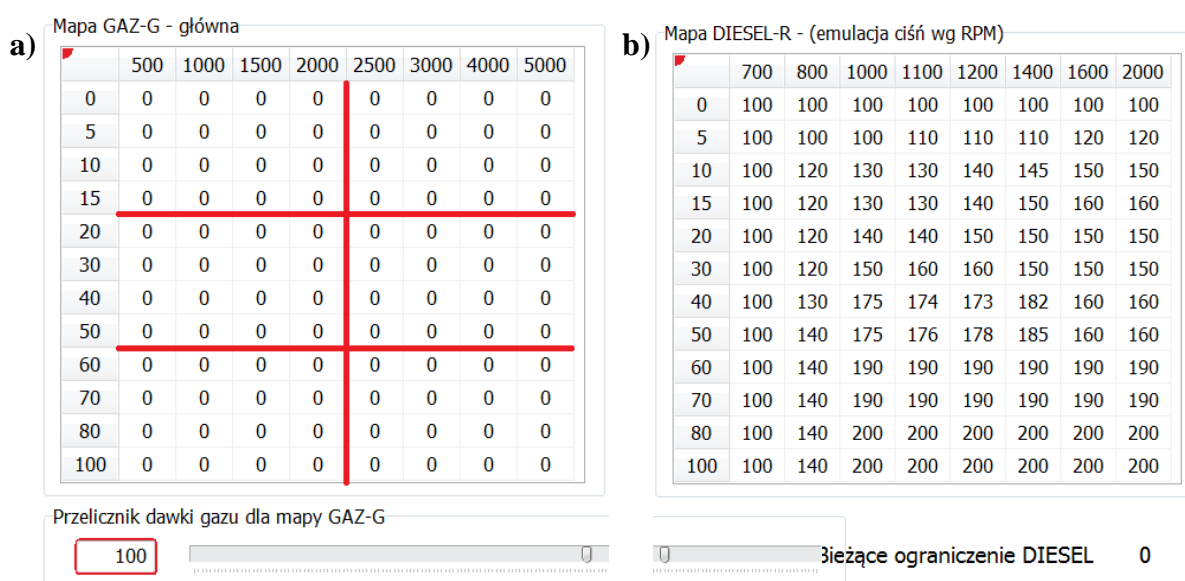 a)
Mapa GAZ-G - główna
500 1000 1500 2000 2500 3000 4000 5000
0 0 0 0 0 0 0 0 0
5 0 0 0 0 0 0 0 0
10 0 0 0 0 0 0 0 0
15 0 0 0 0 0 0 0 0
20 0 0 0 0 0 0 0 0
30 0 0 0 0 0 0 0 0
40 0 0 0 0 0 0 0 0
50 0 0 0 0 0 0 0 0
60 0 0 0 0 0 0 0 0
70 0 0 0 0 0 0 0 0
80 0 0 0 0 0 0 0 0
100 0 0 0 0 0 0 0 0
Przelicznik dawki gazu dla mapy GAZ-G
100
b)
Mapa DIESEL-R - (emulacja ciśń wg RPM)
700 800 1000 1100 1200 1400 1600 2000
0 100 100 100 100 100 100 100 100
5 100 100 100 110 110 110 120 120
10 100 120 130 130 140 145 150 150
15 100 120 130 130 140 150 160 160
20 100 120 140 140 150 150 150 150
30 100 120 150 160 160 150 150 150
40 100 130 175 174 173 182 160 160
50 100 140 175 176 178 185 160 160
60 100 140 190 190 190 190 190 190
70 100 140 190 190 190 190 190 190
80 100 140 200 200 200 200 200 200
100 100 140 200 200 200 200 200 200
Bieżące ograniczenie DIESEL 0